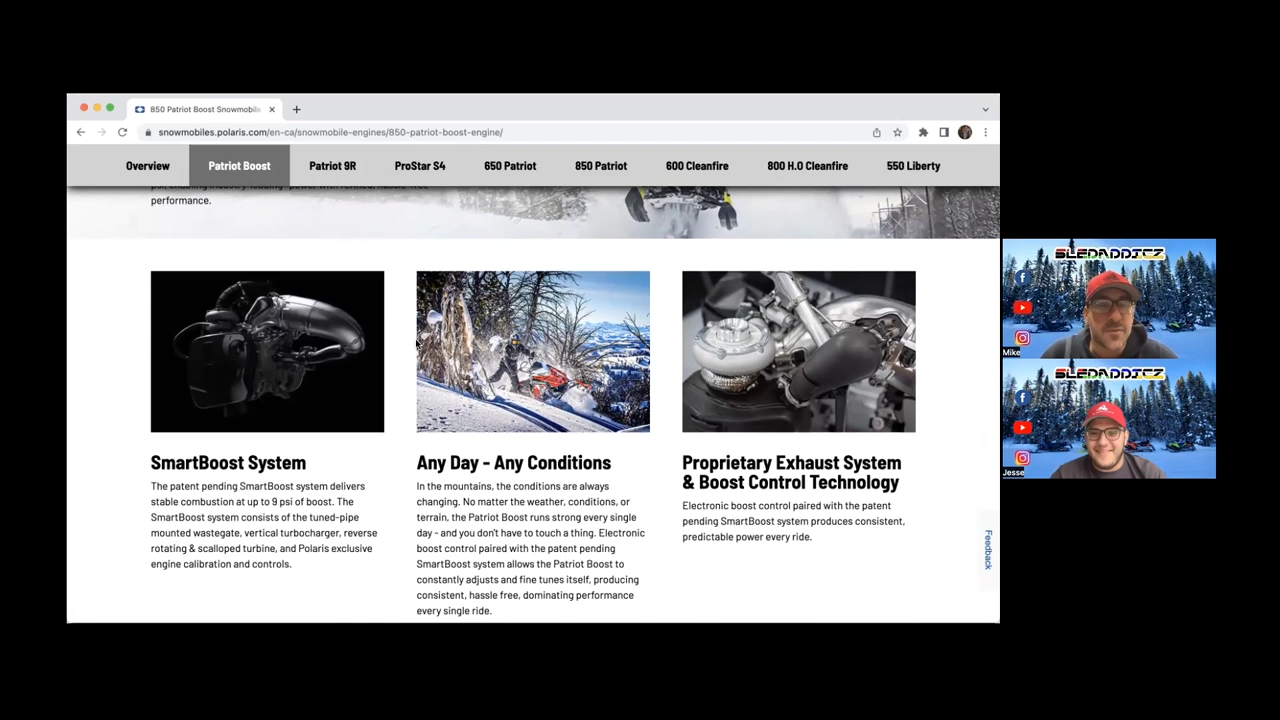 850 Patriot Boost Snowmobile
snowmobiles.polaris.com/en-ca/snowmobile-engines/850-patriot-boost-engine/
Overview Patriot Boost Patriot 9R ProStar S4 650 Patriot 850 Patriot 600 Cleanfire 800 H.O Cleanfire 550 Liberty
performance.
SmartBoost System
The patent pending SmartBoost system delivers
stable combustion at up to 9 psi of boost. The
SmartBoost system consists of the tuned-pipe
mounted wastegate, vertical turbocharger, reverse
rotating & scalloped turbine, and Polaris exclusive
engine calibration and controls.
Any Day - Any Conditions
In the mountains, the conditions are always
changing. No matter the weather, conditions, or
terrain, the Patriot Boost runs strong every single
day - and you don't have to touch a thing. Electronic
boost control paired with the patent pending
SmartBoost system allows the Patriot Boost to
constantly adjusts and fine tunes itself, producing
consistent, hassle free, dominating performance
every single ride.
Proprietary Exhaust System
& Boost Control Technology
Electronic boost control paired with the patent
pending SmartBoost system produces consistent,
predictable power every ride.
Feedback
SLEDADDICZ
Mike
SLEDADDICZ
Jesse